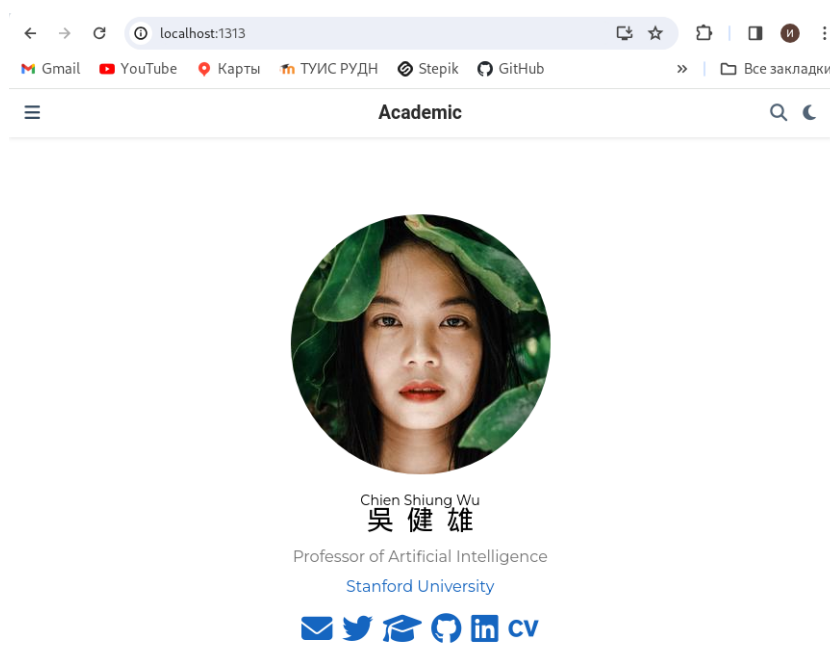 localhost:1313
И
Gmail YouTube Карты ТУИС РУДН Stepik GitHub » Все закладки
Academic
Chien Shiung Wu
吳健雄
Professor of Artificial Intelligence
Stanford University
in CV